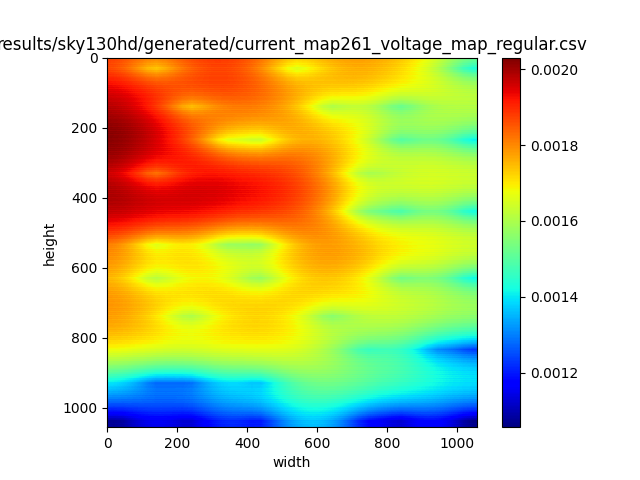 results/sky130hd/generated/current_map261_voltage_map_regular.csv
0
200
400
600
800
1000
height
0 200 400 600 800 1000
width
0.0020
0.0018
0.0016
0.0014
0.0012